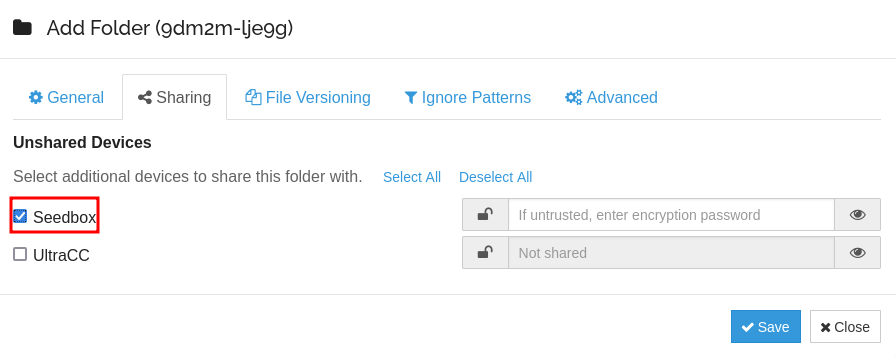 Add Folder (9dm2m-lje9g)
General Sharing File Versioning Ignore Patterns Advanced
Unshared Devices
Select additional devices to share this folder with. Select All Deselect All
Seedbox If untrusted, enter encryption password
UltraCC Not shared
Save Close